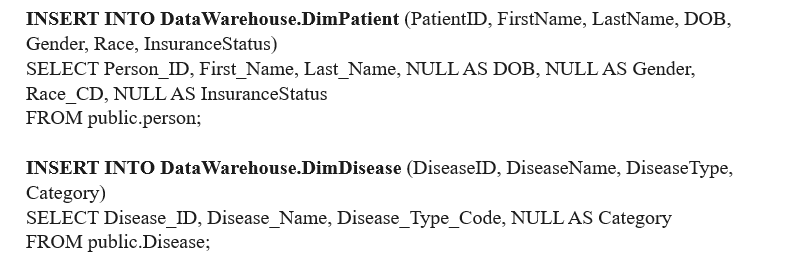 INSERT INTO DataWarehouse.DimPatient (PatientID, FirstName, LastName, DOB,
Gender, Race, InsuranceStatus)
SELECT Person_ID, First_Name, Last_Name, NULL AS DOB, NULL AS Gender,
Race_CD, NULL AS InsuranceStatus
FROM public.person;
INSERT INTO DataWarehouse.DimDisease (DiseaseID, DiseaseName, DiseaseType,
Category)
SELECT Disease_ID, Disease_Name, Disease_Type_Code, NULL AS Category
FROM public.Disease;